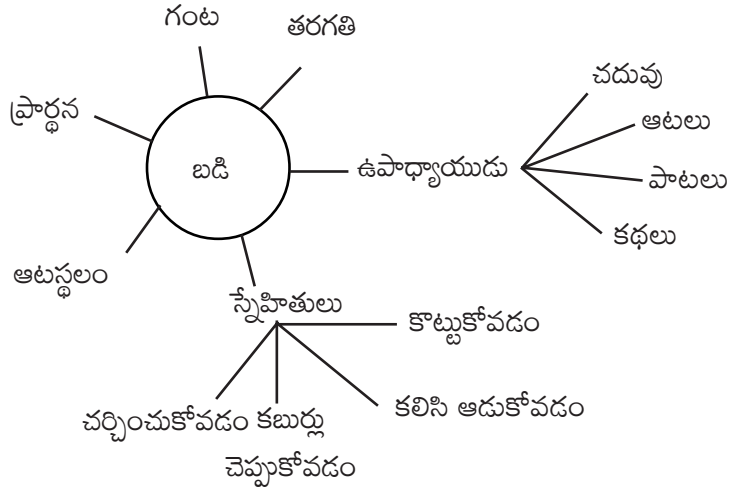 గంట
తరగతి
చదువు
ప్రార్థన
ఆటలు
బడి
ఉపాధ్యాయుడు
పాటలు
కథలు
ఆటస్థలం
స్నేహితులు
కొట్టుకోవడం
కలిసి ఆడుకోవడం
చర్చించుకోవడం కబుర్లు
చెప్పుకోవడం